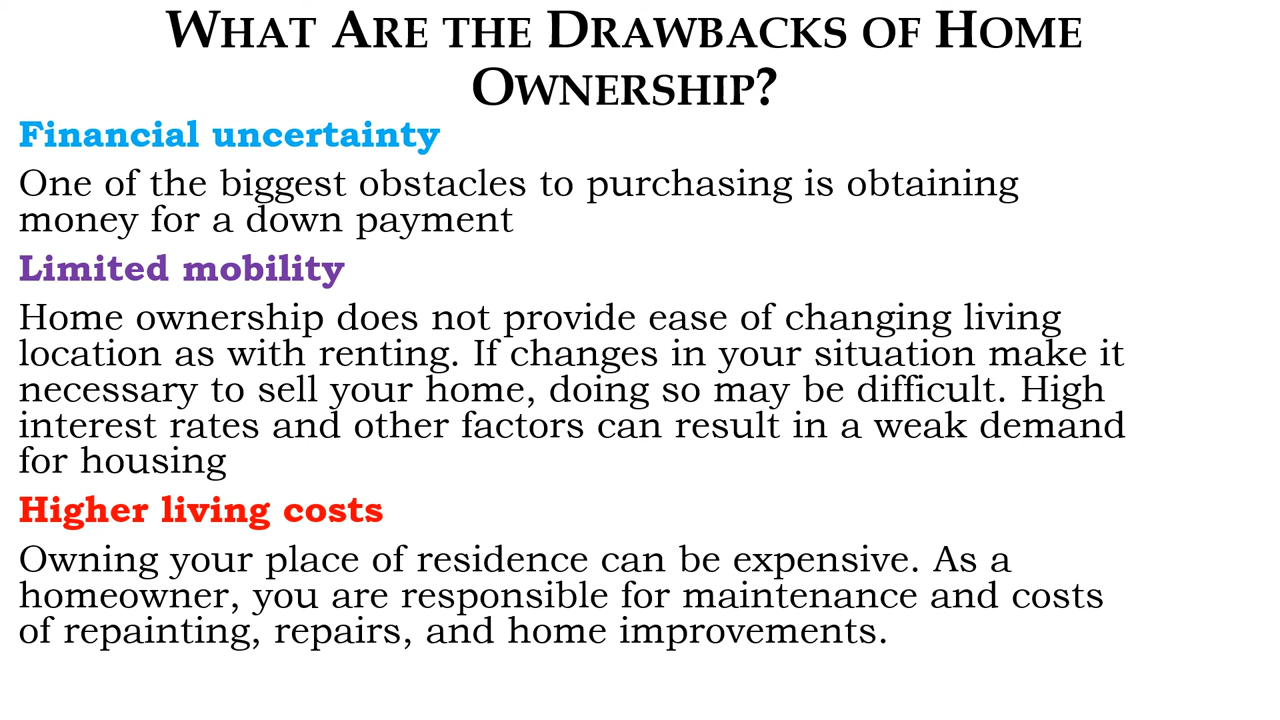 WHAT ARE THE DRAWBACKS OF HOME
OWNERSHIP?
Financial uncertainty
One of the biggest obstacles to purchasing is obtaining
money for a down payment
Limited mobility
Home ownership does not provide ease of changing living
location as with renting. If changes in your situation make it
necessary to sell your home, doing so may be difficult. High
interest rates and other factors can result in a weak demand
for housing
Higher living costs
Owning your place of residence can be expensive. As a
homeowner, you are responsible for maintenance and costs
of repainting, repairs, and home improvements.